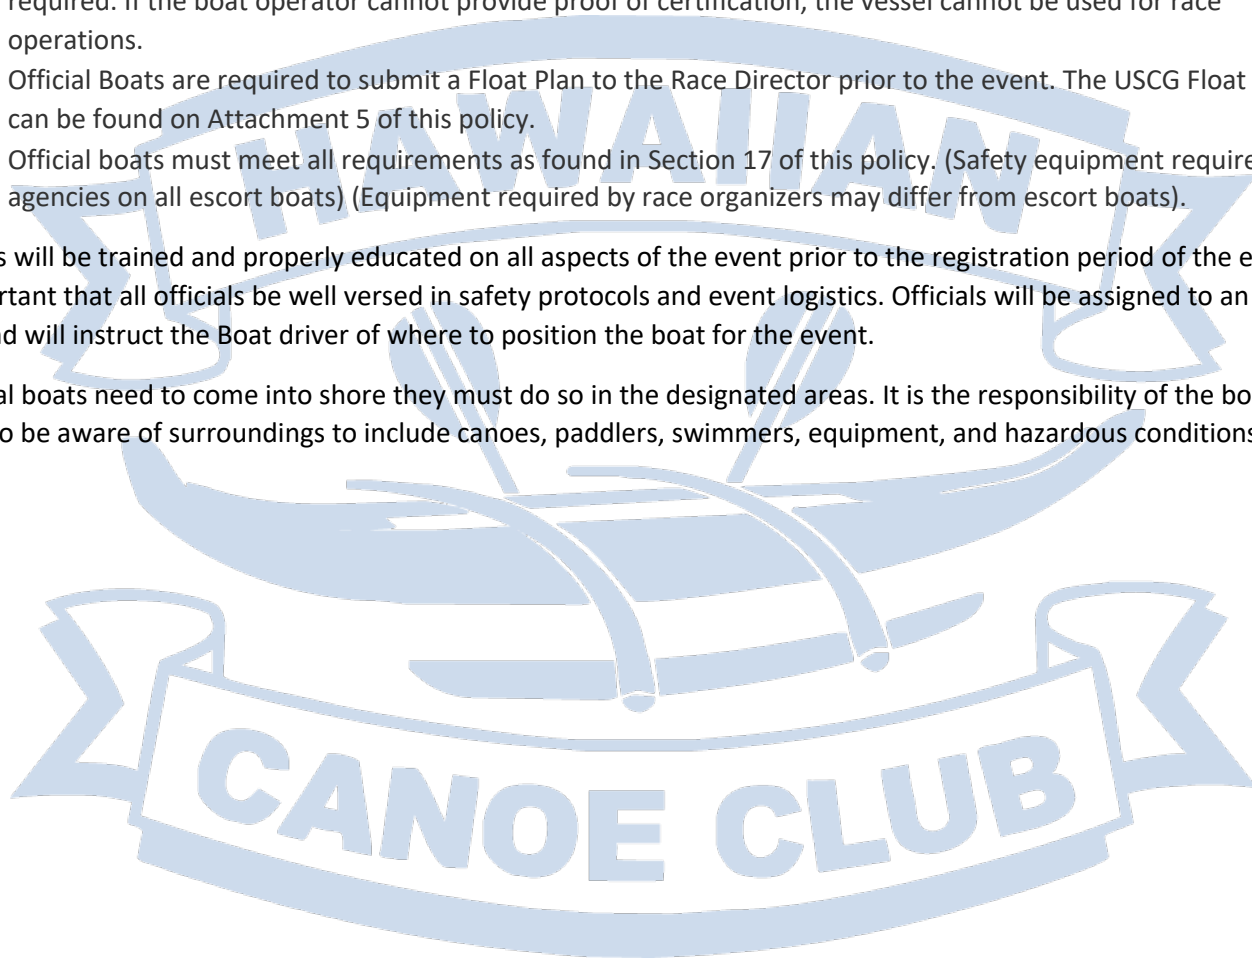 required. If the boat operator cannot provide proof of certification, the vessel cannot be used for race
operations.
Official Boats are required to submit a Float Plan to the Race Director prior to the event. The USCG Float
can be found on Attachment 5 of this policy.
Official boats must meet all requirements as found in Section 17 of this policy. (Safety equipment require
agencies on all escort boats) (Equipment required by race organizers may differ from escort boats).
s will be trained and properly educated on all aspects of the event prior to the registration period of the e
rtant that all officials be well versed in safety protocols and event logistics. Officials will be assigned to an
nd will instruct the Boat driver of where to position the boat for the event.
al boats need to come into shore they must do so in the designated areas. It is the responsibility of the bo
o be aware of surroundings to include canoes, paddlers, swimmers, equipment, and hazardous conditions
HAWAIIAN
CANOE CLUB